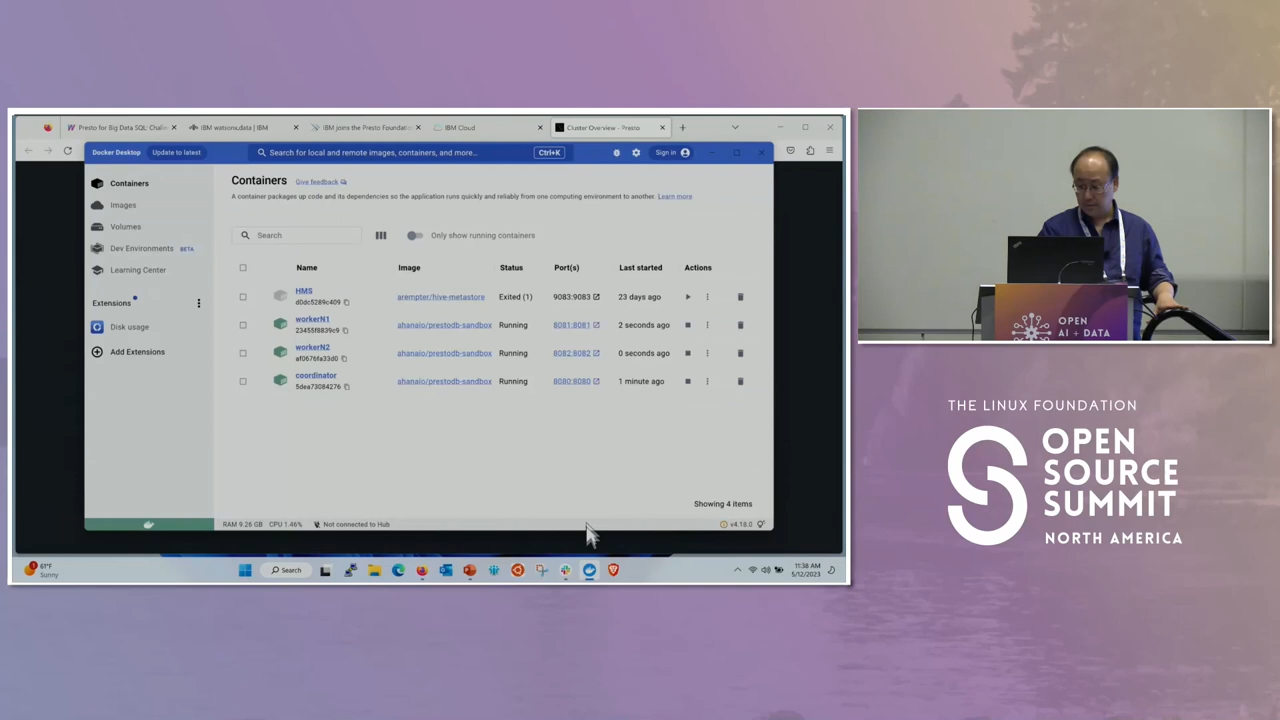 Presto for Big Data SQL: Challe
IBM watsonx.data | IBM
IBM joins the Presto Foundatio
IBM Cloud
Cluster Overview - Presto
Docker Desktop
Update to latest
Search for local and remote images, containers, and more...
Ctrl+K
Sign in
Containers
Images
Volumes
Dev Environments BETA
Learning Center
Extensions
Disk usage
Add Extensions
Containers Give feedback
A container packages up code and its dependencies so the application runs quickly and reliably from one computing environment to another. Learn more
Search
Only show running containers
Name Image Status Port(s) Last started Actions
HMS
d0dc5289c409
arempter/hive-metastore Exited (1) 9083:9083 23 days ago
workerN1
23455f8839c9
ahanaio/prestodb-sandbox Running 8081:8081 2 seconds ago
workerN2
af0676fa33d0
ahanaio/prestodb-sandbox Running 8082:8082 0 seconds ago
coordinator
5dea73084276
ahanaio/prestodb-sandbox Running 8080:8080 1 minute ago
Showing 4 items
RAM 9.26 GB CPU 1.46% Not connected to Hub
v4.18.0
61°F
Sunny
Search
11:38 AM
5/12/2023
OPEN
AI + DATA
THE LINUX FOUNDATION
OPEN
SOURCE
SUMMIT
NORTH AMERICA